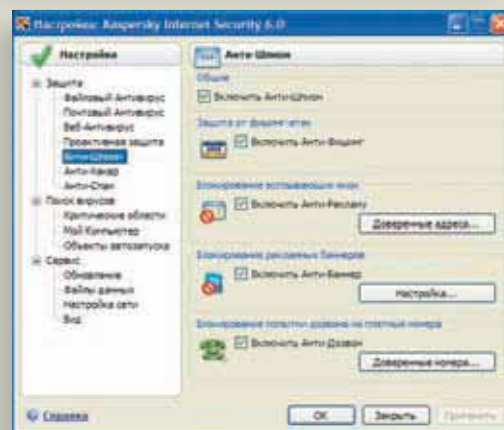 Настройка: Kaspersky Internet Security 6.0
Настройка
Защита
Файловый Антивирус
Почтовый Антивирус
Веб-Антивирус
Проактивная защита
Анти-Шпион
Анти-Хакер
Анти-Спам
Поиск вирусов
Критические области
Мой Компьютер
Объекты автозапуска
Сервис
Обновление
Файлы данных
Настройка сети
Вид
Анти-Шпион
Общие
Включить Анти-Шпион
Защита от фишинг-атак
Включить Анти-Фишинг
Блокирование всплывающих окон
Включить Анти-Рекламу
Доверенные адреса...
Блокирование рекламных баннеров
Включить Анти-Баннер
Настройка...
Блокирование попытки дозвона на платные номера
Включить Анти-Дозвон
Доверенные номера...
Справка
ОК
Закрыть
Применить